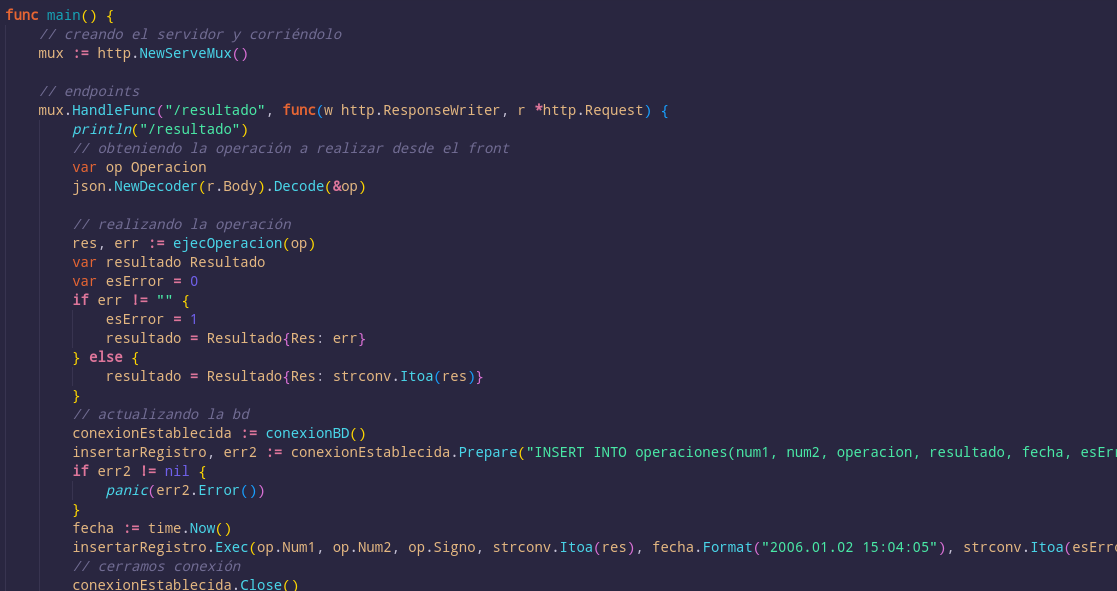 func main() {
// creando el servidor y corriéndolo
mux := http.NewServeMux()
// endpoints
mux.HandleFunc("/resultado", func(w http.ResponseWriter, r *http.Request) {
println("/resultado")
// obteniendo la operación a realizar desde el front
var op Operacion
json.NewDecoder(r.Body).Decode(&op)
// realizando la operación
res, err := ejecOperacion(op)
var resultado Resultado
var esError = 0
if err != "" {
esError = 1
resultado = Resultado{Res: err}
} else {
resultado = Resultado{Res: strconv.Itoa(res)}
}
// actualizando la bd
conexionEstablecida := conexionBD()
insertarRegistro, err2 := conexionEstablecida.Prepare("INSERT INTO operaciones(num1, num2, operacion, resultado, fecha, esErr
if err2 != nil {
panic(err2.Error())
}
fecha := time.Now()
insertarRegistro.Exec(op.Num1, op.Num2, op.Signo, strconv.Itoa(res), fecha.Format("2006.01.02 15:04:05"), strconv.Itoa(esErro
// cerramos conexión
conexionEstablecida.Close()